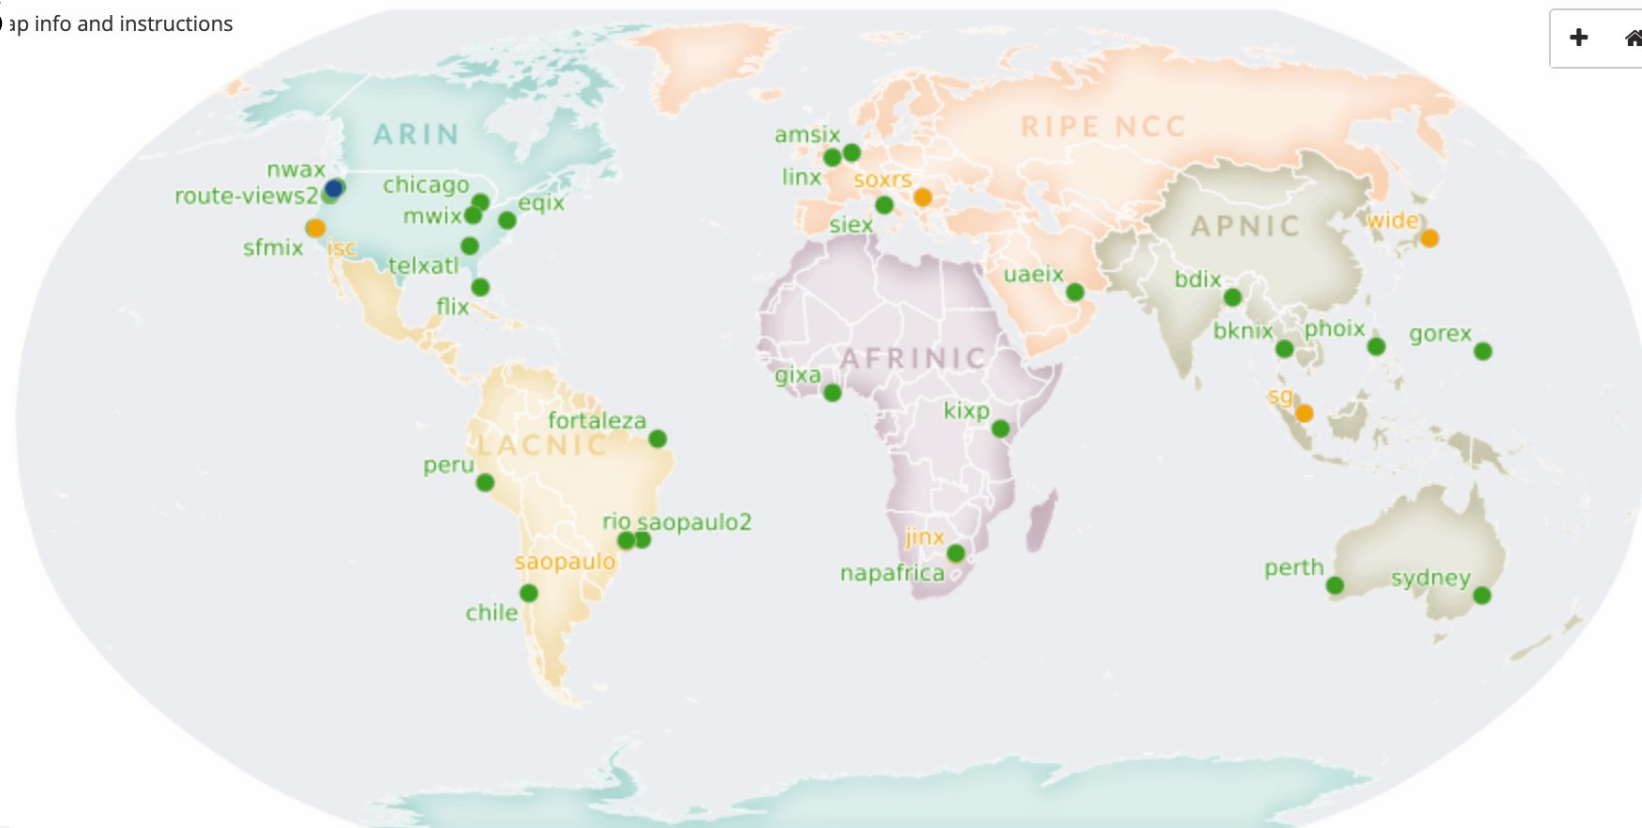 ap info and instructions
ARIN
RIPE NCC
amsix
nwax
linx
soxrs
route-views2
chicago
eqix
mwix
siex
APNIC
wide
sfmix
isc
telxatl
uaeix
bdix
flix
bknix
phoix
gorex
AFRINIC
gixa
sg
kixp
fortaleza
LACNIC
peru
rio
saopaulo2
jinx
saopaulo
napafrica
perth
sydney
chile